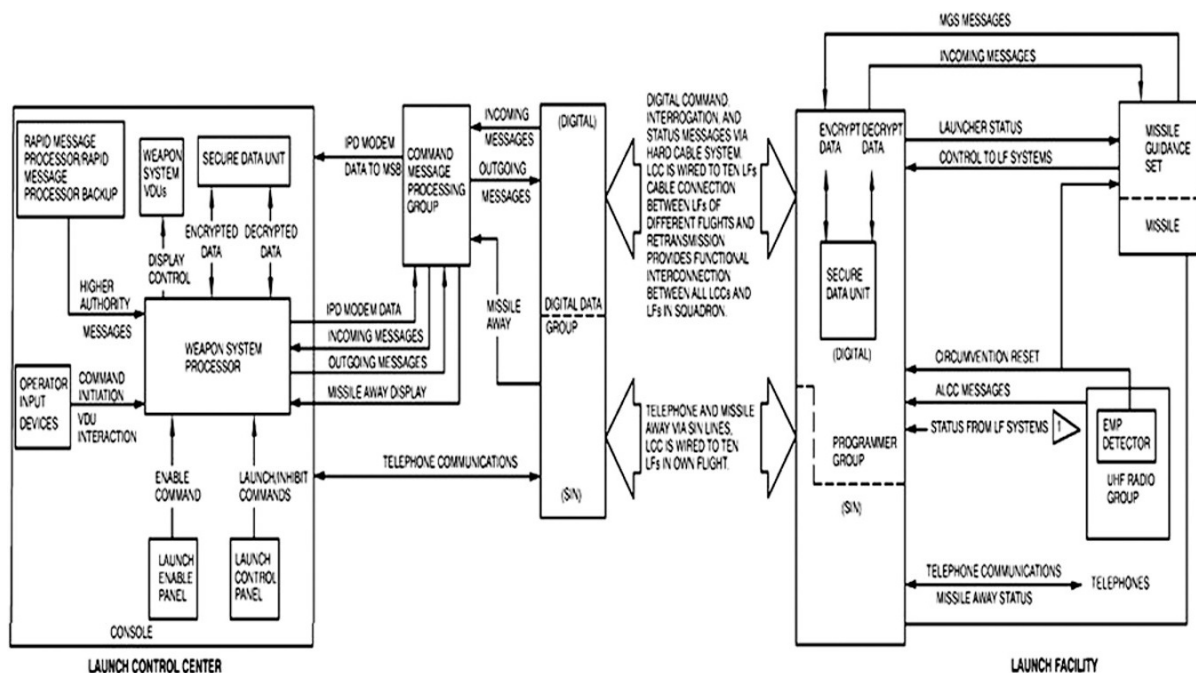 MGS MESSAGES
INCOMING MESSAGES
RAPID MESSAGE
PROCESSOR/RAPID
MESSAGE
PROCESSOR BACKUP
WEAPON
SYSTEM
VDUs
SECURE DATA UNIT
ENCRYPTED
DATA
DECRYPTED
DATA
DISPLAY
CONTROL
HIGHER
AUTHORITY
MESSAGES
WEAPON SYSTEM
PROCESSOR
OPERATOR
INPUT
DEVICES
COMMAND
INITIATION
VDU
INTERACTION
ENABLE
COMMAND
LAUNCH/INHIBIT
COMMANDS
LAUNCH
ENABLE
PANEL
LAUNCH
CONTROL
PANEL
CONSOLE
LAUNCH CONTROL CENTER
IPD MODEM
DATA TO MSB
COMMAND
MESSAGE
PROCESSING
GROUP
INCOMING
MESSAGES
OUTGOING
MESSAGES
MISSILE
AWAY
IPD MODEM DATA
INCOMING MESSAGES
OUTGOING MESSAGES
MISSILE AWAY DISPLAY
TELEPHONE COMMUNICATIONS
(DIGITAL)
DIGITAL DATA
GROUP
(SIN)
DIGITAL COMMAND,
INTERROGATION, AND
STATUS MESSAGES VIA
HARD CABLE SYSTEM.
LCC IS WIRED TO TEN LFs
CABLE CONNECTION
BETWEEN LFs OF
DIFFERENT FLIGHTS AND
RETRANSMISSION
PROVIDES FUNCTIONAL
INTERCONNECTION
BETWEEN ALL LCCs AND
LFs IN SQUADRON.
TELEPHONE AND MISSILE
AWAY VIA SIN LINES,
LCC IS WIRED TO TEN
LFs IN OWN FLIGHT.
ENCRYPT
DATA
DECRYPT
DATA
SECURE
DATA UNIT
(DIGITAL)
PROGRAMMER
GROUP
(SIN)
LAUNCHER STATUS
CONTROL TO LF SYSTEMS
MISSILE
GUIDANCE
SET
MISSILE
CIRCUMVENTION RESET
ALCC MESSAGES
STATUS FROM LF SYSTEMS
1
EMP
DETECTOR
UHF RADIO
GROUP
TELEPHONE COMMUNICATIONS
TELEPHONES
MISSILE AWAY STATUS
LAUNCH FACILITY